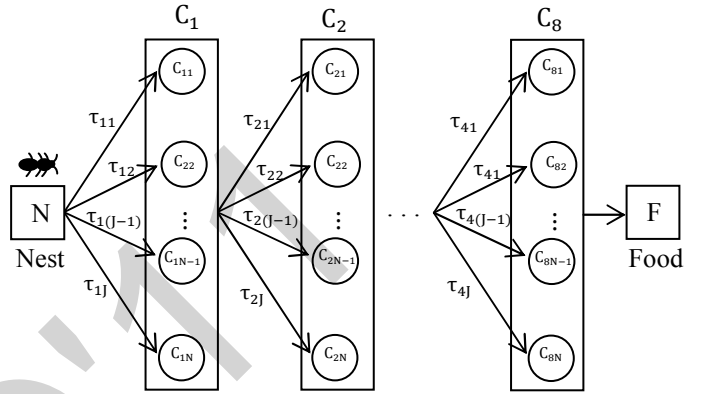 C₁ C₂ C₈
C₁₁ C₂₁ C₈₁
τ₁₁ τ₂₁ τ₄₁
τ₁₂ C₂₂ τ₂₂ C₂₂ τ₄₁ C₈₂
N τ₁₍J₋₁₎ ⋮ τ₂₍J₋₁₎ ⋮ . . . τ₄₍J₋₁₎ ⋮ F
Nest C₁N₋₁ C₂N₋₁ C₈N₋₁ Food
τ₁J τ₂J τ₄J
C₁N C₂N C₈N